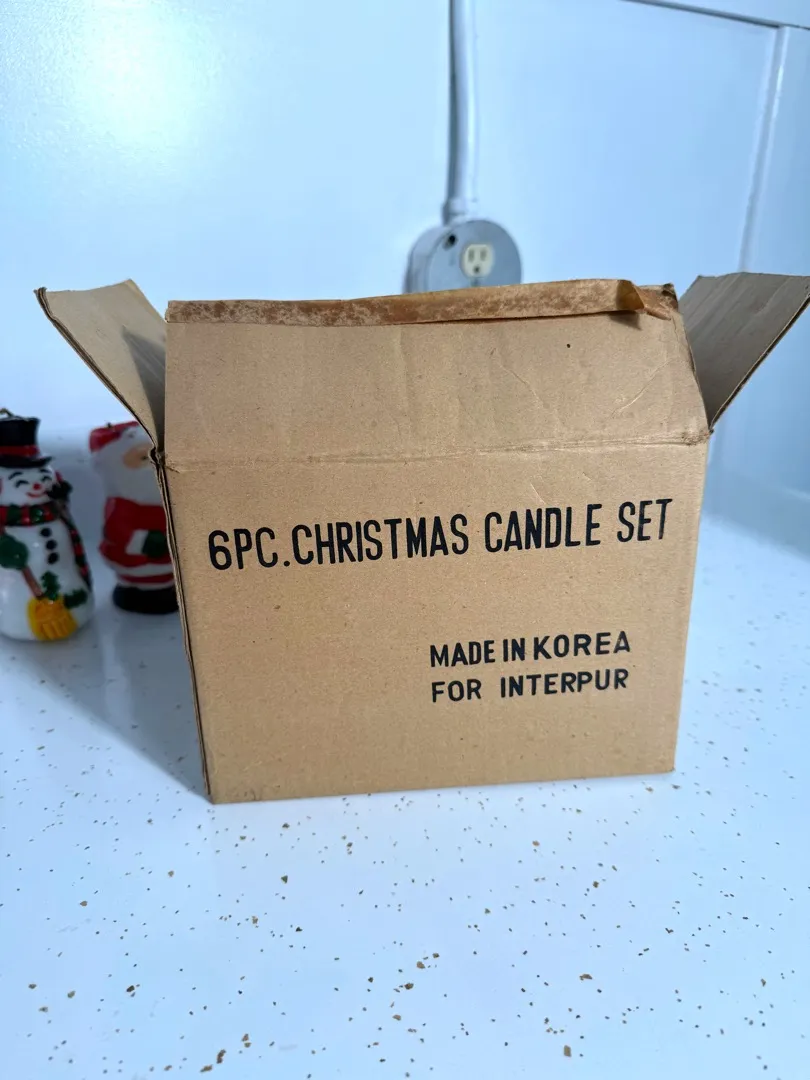 6PC.CHRISTMAS CANDLE SET
MADE IN KOREA
FOR INTERPUR